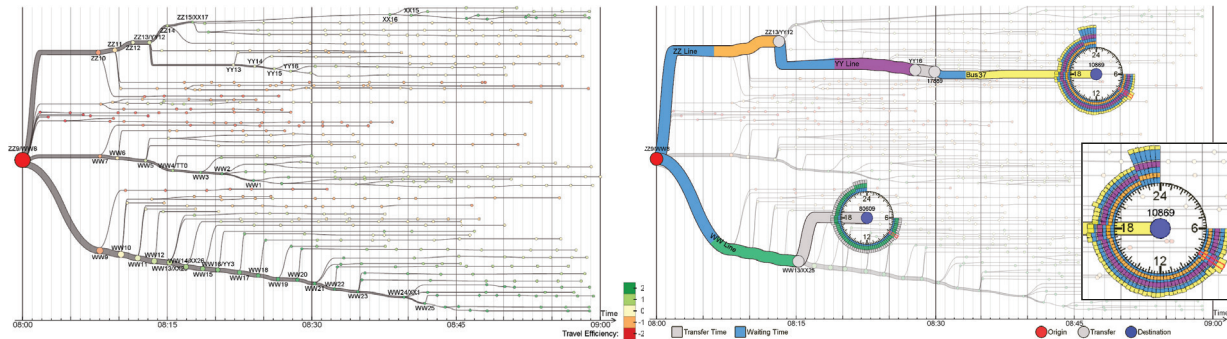 XX15
ZZ15/XX17
XX16
ZZ14
ZZ13/YY12
ZZ11
ZZ12
ZZ10
YY14
YY13
YY16
YY15
ZZ9/WW8
WW7
WW6
WW5
WW4/TT0
WW3
WW2
WW1
WW10
WW9
WW12
WW11
WW14/XX26
WW16/YY3
WW15
WW18
WW17
WW20
WW19
WW22
WW21
WW24/XX1
WW23
WW25
Time
08:00
08:15
08:30
08:45
09:00
Travel Efficiency:
2
1
0
-1
-2
ZZ13/YY12
ZZ Line
YY Line
YY16
Bus 37
24
10869
18
6
12
WW Line
WW13/XX25
24
60609
18
6
12
24
10869
18
6
12
Time
08:00
08:15
08:30
08:45
09:00
Transfer Time
Waiting Time
Origin
Transfer
Destination